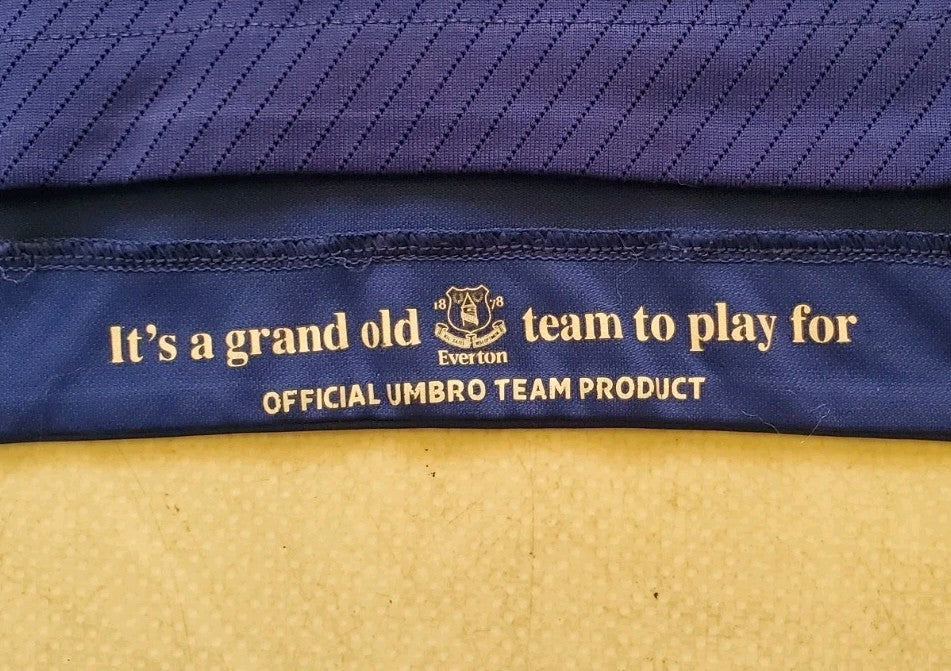 It's a grand old team to play for
18 78
Everton
OFFICIAL UMBRO TEAM PRODUCT